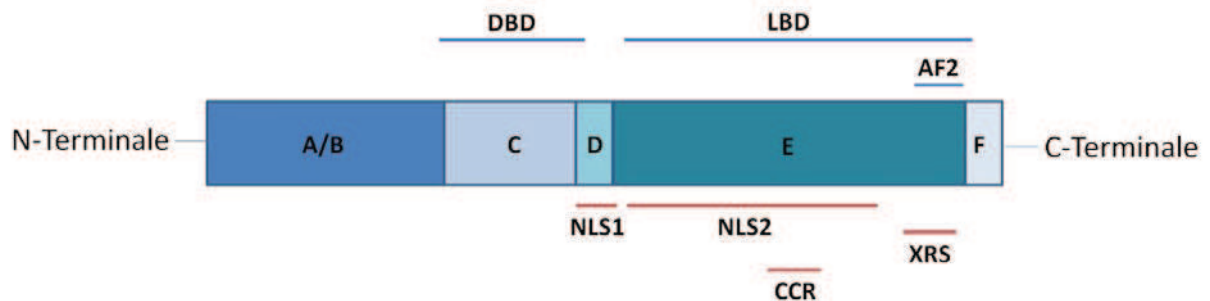 DBD LBD
AF2
N-Terminale A/B C D E F C-Terminale
NLS1 NLS2
XRS
CCR